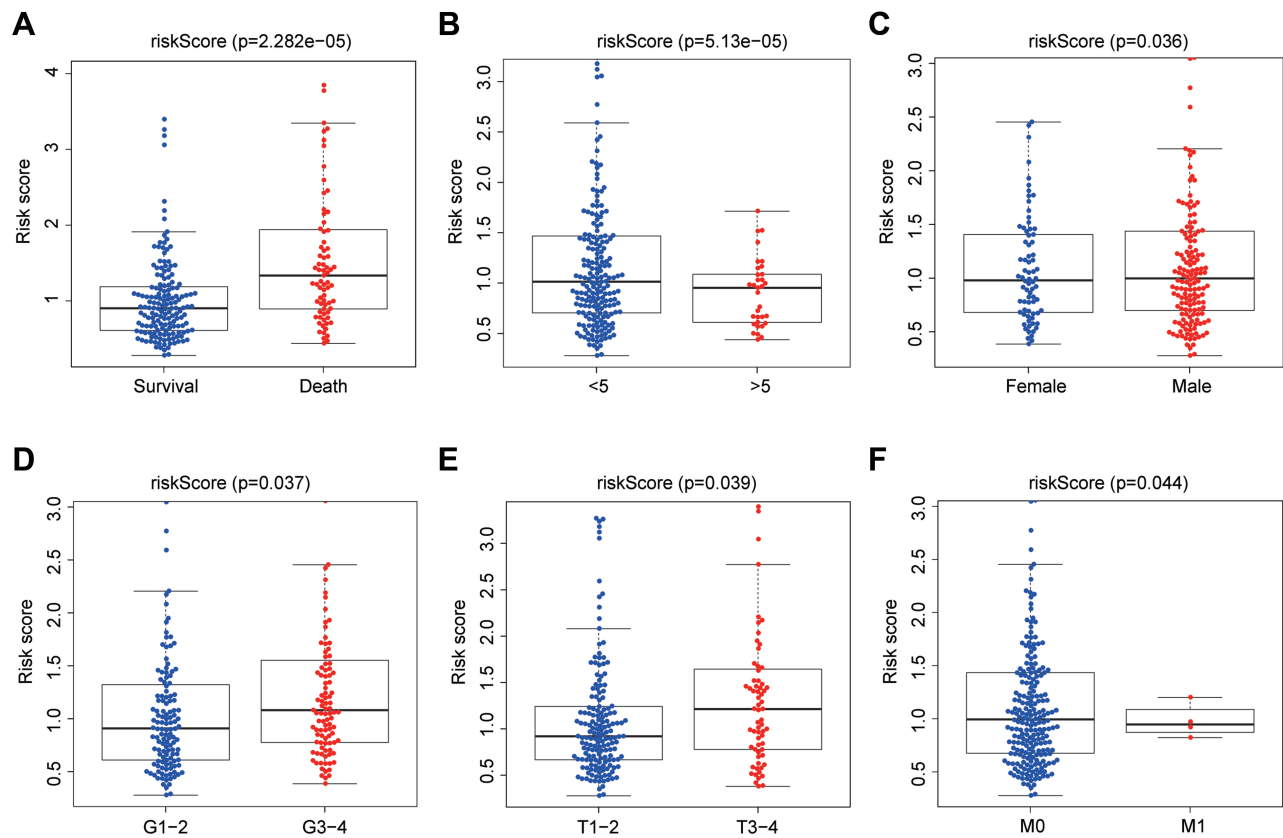 A
riskScore (p=2.282e−05)
Risk score
4
3
2
1
Survival
Death
B
riskScore (p=5.13e−05)
Risk score
3.0
2.5
2.0
1.5
1.0
0.5
<5
>5
C
riskScore (p=0.036)
Risk score
3.0
2.5
2.0
1.5
1.0
0.5
Female
Male
D
riskScore (p=0.037)
Risk score
3.0
2.5
2.0
1.5
1.0
0.5
G1−2
G3−4
E
riskScore (p=0.039)
Risk score
3.0
2.5
2.0
1.5
1.0
0.5
T1−2
T3−4
F
riskScore (p=0.044)
Risk score
3.0
2.5
2.0
1.5
1.0
0.5
M0
M1